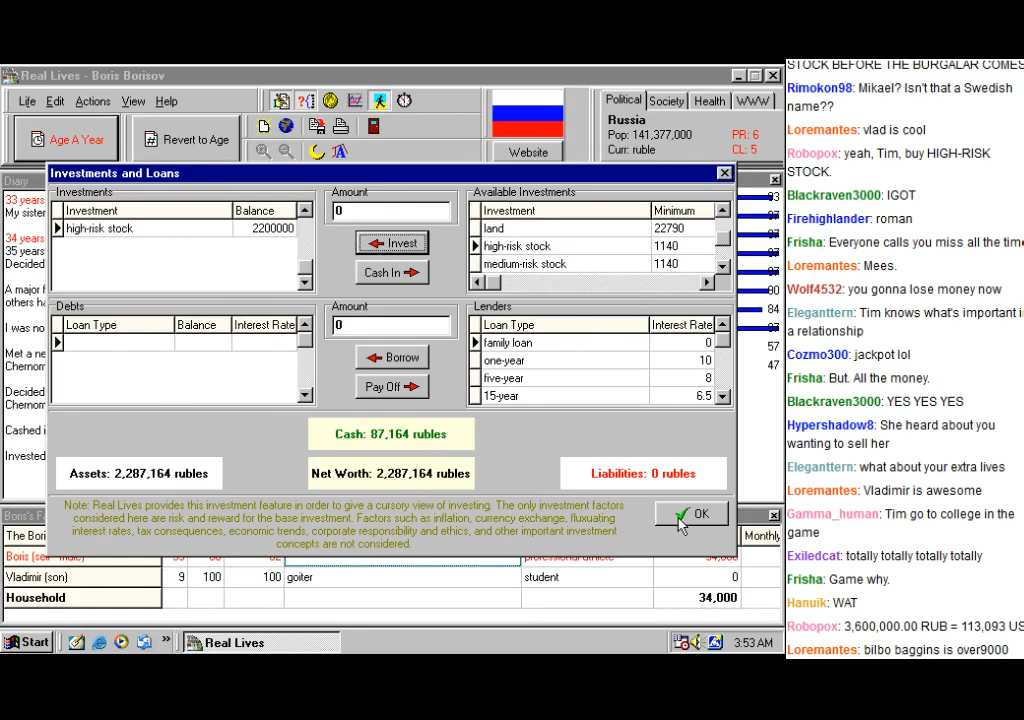 Real Lives - Boris Borisov
Life Edit Actions View Help
Age A Year
Revert to Age
Website
Political Society Health WWW
Russia
Pop: 141,377,000
Curr: ruble
PR: 6
CL: 5
Diary
33 years
My sister
34 years
35 years
Decided
A major f
others ha
I was no
Met a ne
Chernom
Decided
Chernom
Cashed i
Invested
Investments and Loans
Investments
Investment Balance
high-risk stock 2200000
Amount
0
Invest
Cash In
Available Investments
Investment Minimum
land 22790
high-risk stock 1140
medium-risk stock 1140
Debts
Loan Type Balance Interest Rate
Amount
0
Borrow
Pay Off
Lenders
Loan Type Interest Rate
family loan 0
one-year 10
five-year 8
15-year 6.5
Cash: 87,164 rubles
Assets: 2,287,164 rubles
Net Worth: 2,287,164 rubles
Liabilities: 0 rubles
Note: Real Lives provides this investment feature in order to give a cursory view of investing. The only investment factors
considered here are risk and reward for the base investment. Factors such as inflation, currency exchange, fluxuating
interest rates, tax consequences, economic trends, corporate responsibility and ethics, and other important investment
concepts are not considered.
OK
97
80
84
97
57
47
Boris's F
The Bori
Monthly
professional athlete 34,000
Vladimir (son) 9 100 100 goiter student 0
Household 34,000
Start
Real Lives
3:53 AM
STOCK BEFORE THE BURGALAR COMES
Rimokon98: Mikael? Isn't that a Swedish
name??
Loremantes: vlad is cool
Robopox: yeah, Tim, buy HIGH-RISK
STOCK.
Blackraven3000: IGOT
Firehighlander: roman
Frisha: Everyone calls you miss all the time
Loremantes: Mees.
Wolf4532: you gonna lose money now
Eleganttern: Tim knows what's important i
a relationship
Cozmo300: jackpot lol
Frisha: But. All the money.
Blackraven3000: YES YES YES
Hypershadow8: She heard about you
wanting to sell her
Eleganttern: what about your extra lives
Loremantes: Vladimir is awesome
Gamma_human: Tim go to college in the
game
Exiledcat: totally totally totally totally
Frisha: Game why.
Hanuik: WAT
Robopox: 3,600,000.00 RUB = 113,093 US
Loremantes: bilbo baggins is over9000